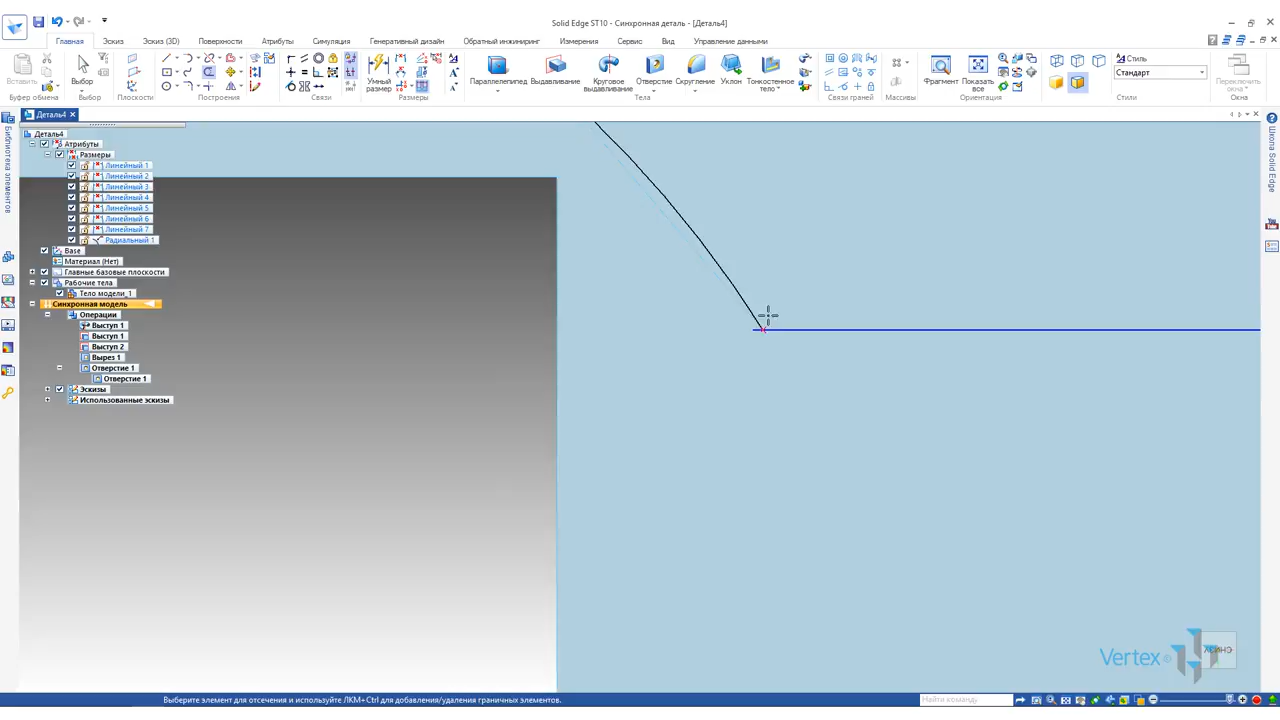 Solid Edge ST10 - Синхронная деталь - [Деталь4]
Главная Эскиз Эскиз (3D) Поверхности Атрибуты Симуляция Генеративный дизайн Обратный инжиниринг Измерения Сервис Вид Управление данными
Вставить
Выбор
Умный размер
Параллелепипед
Выдавливание
Круговое выдавливание
Отверстие
Скругление
Уклон
Тонкостенное тело
Фрагмент
Показать все
Стиль
Стандарт
Переключить окна
Буфер обмена Выбор Плоскости Построения Связи Размеры Тела Связи граней Массивы Ориентация Стили Окна
Деталь4
Библиотека элементов
Школа Solid Edge
Деталь4
Атрибуты
Размеры
Линейный 1
Линейный 2
Линейный 3
Линейный 4
Линейный 5
Линейный 6
Линейный 7
Радиальный 1
Base
Материал (Нет)
Главные базовые плоскости
Рабочие тела
Тело модели_1
Синхронная модель
Операции
Выступ 1
Выступ 1
Выступ 2
Вырез 1
Отверстие 1
Отверстие 1
Эскизы
Использованные эскизы
Vertex
Выберите элемент для отсечения и используйте ЛКМ+Ctrl для добавления/удаления граничных элементов.
Найти команду